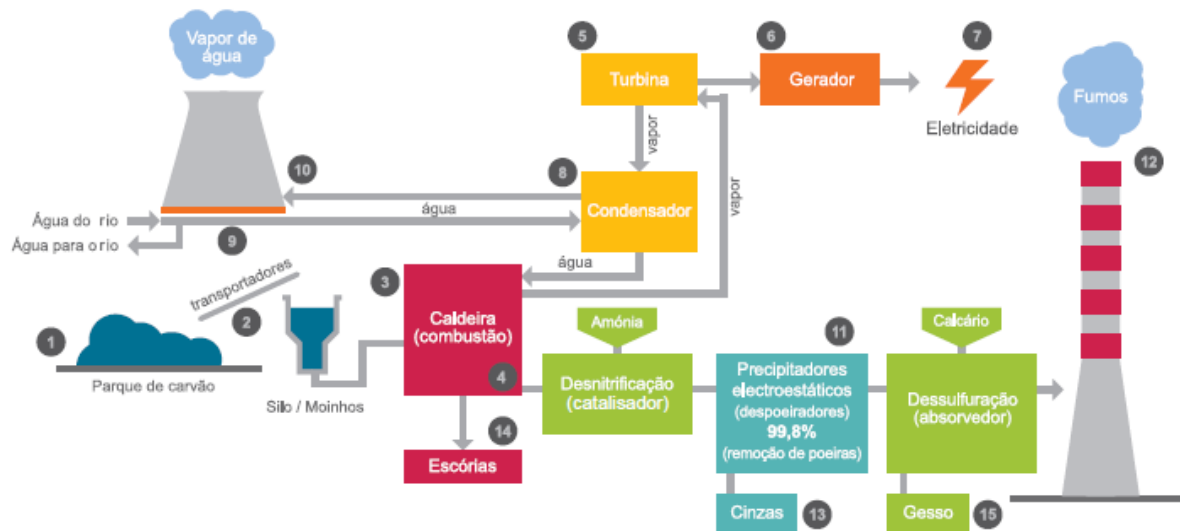 Vapor de
água
5
6
7
Turbina
Gerador
Eletricidade
Fumos
12
vapor
10
8
Condensador
água
vapor
Água do rio
Água para o rio
9
água
transportadores
2
3
1
Parque de carvão
Silo / Moinhos
Caldeira
(combustão)
4
14
Escórias
Amónia
Desnitrificação
(catalisador)
11
Precipitadores
electroestáticos
(despoeiradores)
99,8%
(remoção de poeiras)
Cinzas
13
Calcário
Dessulfuração
(absorvedor)
Gesso
15